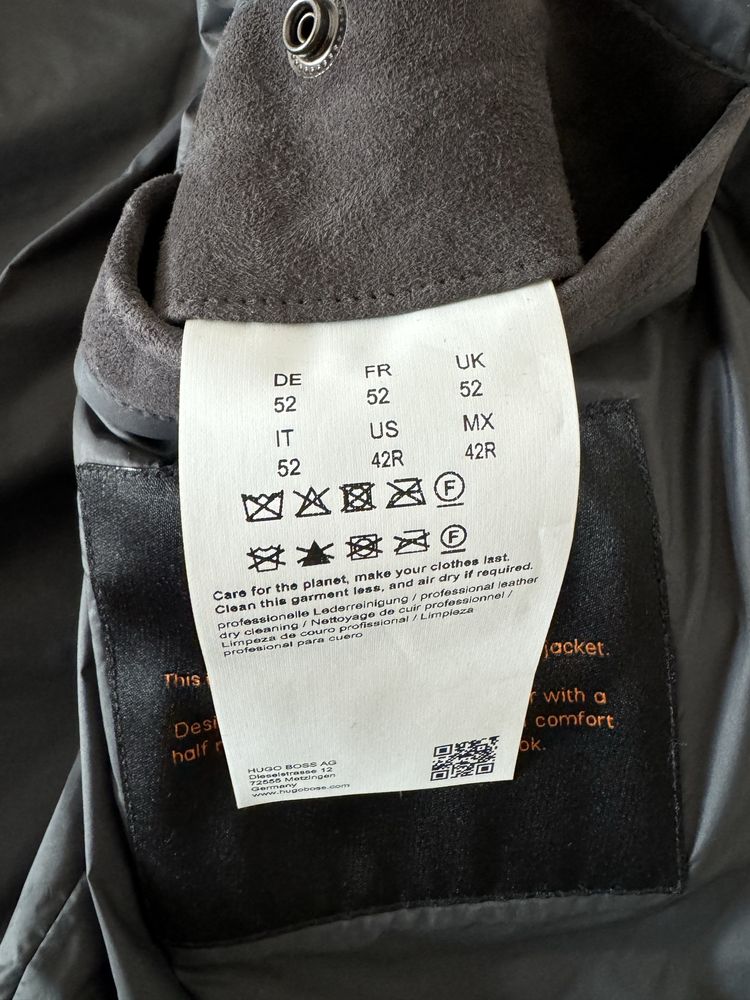 DE FR UK
52 52 52
IT US MX
52 42R 42R
F
F
Care for the planet, make your clothes last.
Clean this garment less, and air dry if required.
professionelle Lederreinigung / professional leather
dry cleaning / Nettoyage de cuir professionnel /
Limpeza de couro profissional / Limpieza
profesional para cuero
jacket.
This
with a
comfort
half
HUGO BOSS AG
Dieselstrasse 12
72555 Metzingen
Germany
www.hugoboss.com